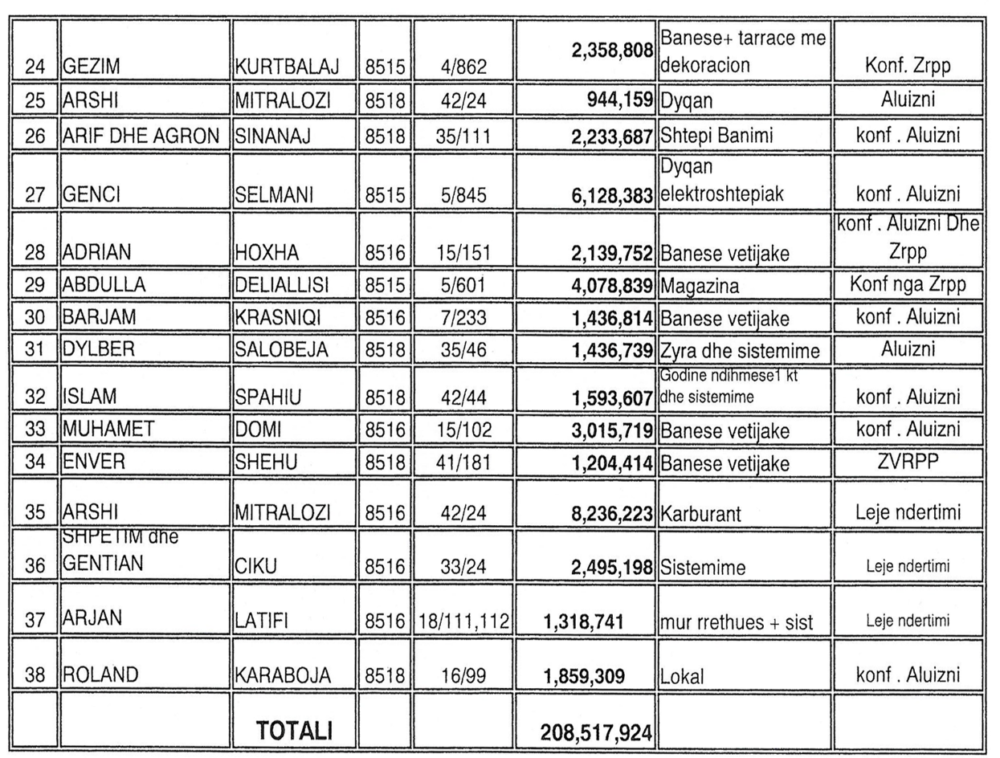 24 GEZIM KURTBALAJ 8515 4/862 2,358,808 Banese+ tarrace me dekoracion Konf. Zrpp
25 ARSHI MITRALOZI 8518 42/24 944,159 Dyqan Aluizni
26 ARIF DHE AGRON SINANAJ 8518 35/111 2,233,687 Shtepi Banimi konf . Aluizni
27 GENCI SELMANI 8515 5/845 6,128,383 Dyqan elektroshtepiak konf . Aluizni
28 ADRIAN HOXHA 8516 15/151 2,139,752 Banese vetijake konf . Aluizni Dhe Zrpp
29 ABDULLA DELIALLISI 8515 5/601 4,078,839 Magazina Konf nga Zrpp
30 BARJAM KRASNIQI 8516 7/233 1,436,814 Banese vetijake konf . Aluizni
31 DYLBER SALOBEJA 8518 35/46 1,436,739 Zyra dhe sistemime Aluizni
32 ISLAM SPAHIU 8518 42/44 1,593,607 Godine ndihmese1 kt dhe sistemime konf . Aluizni
33 MUHAMET DOMI 8516 15/102 3,015,719 Banese vetijake konf . Aluizni
34 ENVER SHEHU 8518 41/181 1,204,414 Banese vetijake ZVRPP
35 ARSHI MITRALOZI 8516 42/24 8,236,223 Karburant Leje ndertimi
36 SHPETIM dhe GENTIAN CIKU 8516 33/24 2,495,198 Sistemime Leje ndertimi
37 ARJAN LATIFI 8516 18/111,112 1,318,741 mur rrethues + sist Leje ndertimi
38 ROLAND KARABOJA 8518 16/99 1,859,309 Lokal konf . Aluizni
TOTALI 208,517,924